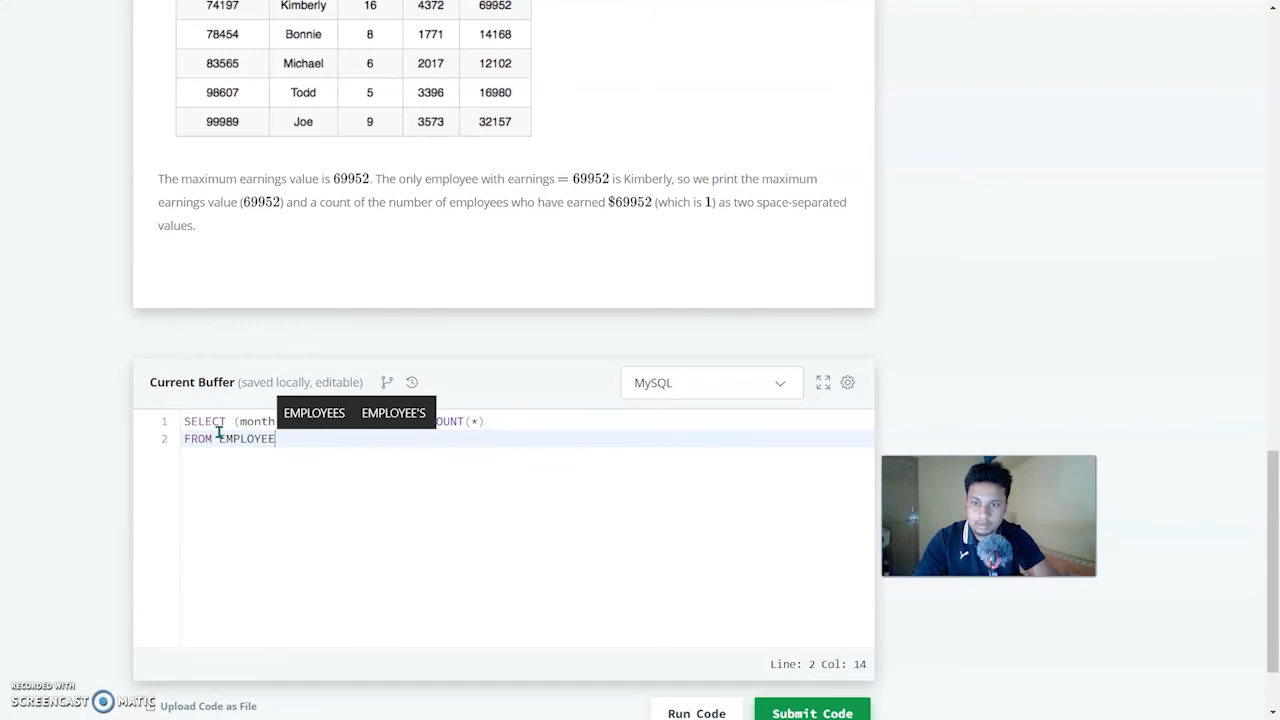 74197 Kimberly 16 4372 69952
78454 Bonnie 8 1771 14168
83565 Michael 6 2017 12102
98607 Todd 5 3396 16980
99989 Joe 9 3573 32157
The maximum earnings value is 69952. The only employee with earnings = 69952 is Kimberly, so we print the maximum
earnings value (69952) and a count of the number of employees who have earned $69952 (which is 1) as two space-separated
values.
Current Buffer (saved locally, editable)
MySQL
EMPLOYEES EMPLOYEE'S
1 SELECT (month OUNT(*)
2 FROM EMPLOYEE
Line: 2 Col: 14
RECORDED WITH
SCREENCAST MATIC
Upload Code as File
Run Code
Submit Code